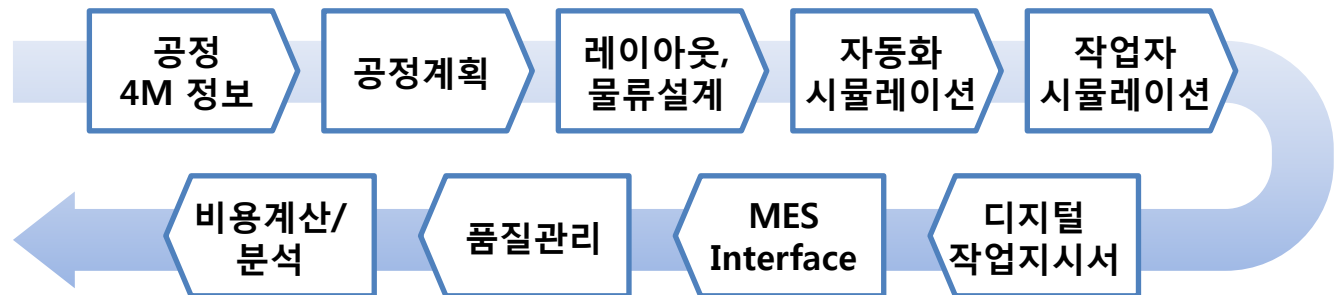 공정
4M 정보
공정계획
레이아웃,
물류설계
자동화
시뮬레이션
작업자
시뮬레이션
디지털
작업지시서
MES
Interface
품질관리
비용계산/
분석